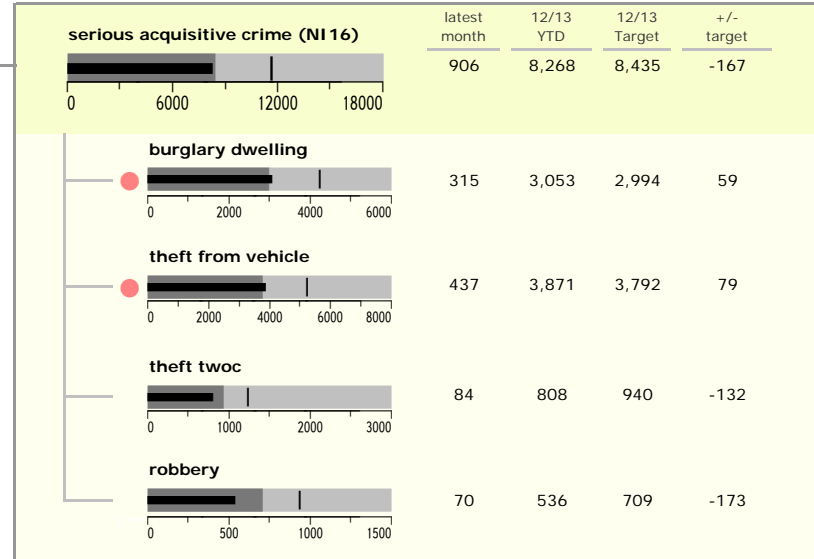 latest 12/13 12/13 +/-
serious acquisitive crime (NI16) month YTD Target target
906 8,268 8,435 -167
0 6000 12000 18000
burglary dwelling
315 3,053 2,994 59
0 2000 4000 6000
theft from vehicle
437 3,871 3,792 79
0 2000 4000 6000 8000
theft twoc
84 808 940 -132
0 1000 2000 3000
robbery
70 536 709 -173
0 500 1000 1500